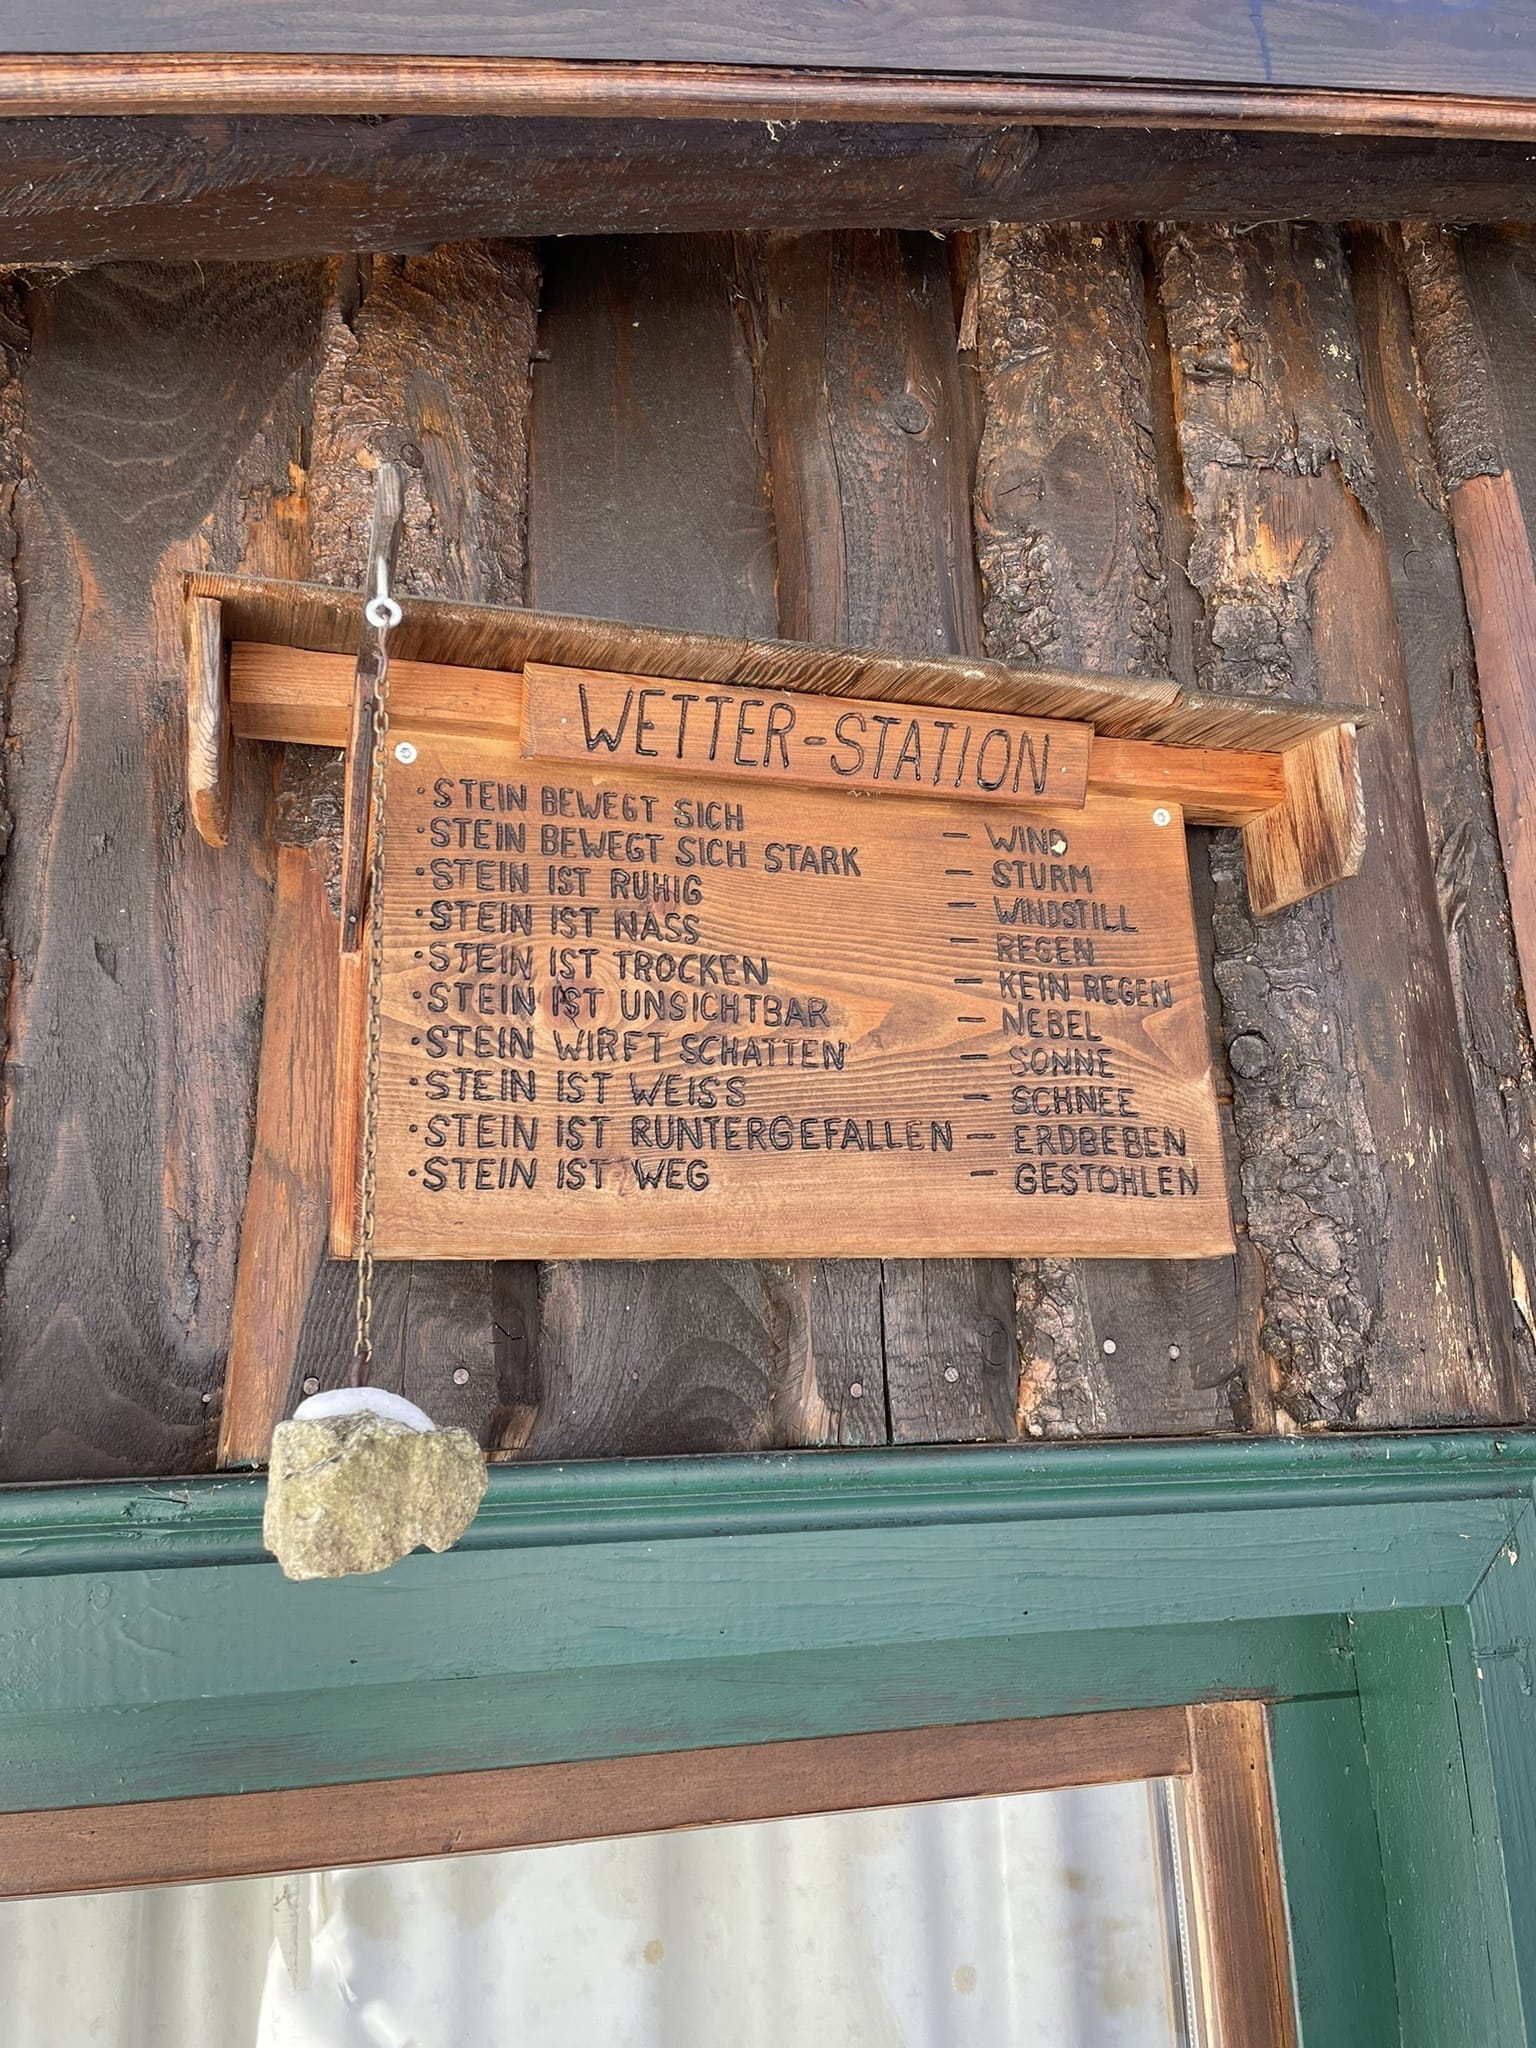 WETTER-STATION
·STEIN BEWEGT SICH – WIND
·STEIN BEWEGT SICH STARK – STURM
·STEIN IST RUHIG – WINDSTILL
·STEIN IST NASS – REGEN
·STEIN IST TROCKEN – KEIN REGEN
·STEIN IST UNSICHTBAR – NEBEL
·STEIN WIRFT SCHATTEN – SONNE
·STEIN IST WEISS – SCHNEE
·STEIN IST RUNTERGEFALLEN – ERDBEBEN
·STEIN IST WEG – GESTOHLEN